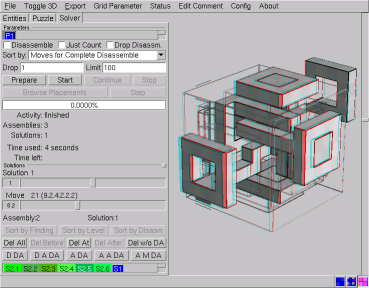 File Toggle 3D Export Grid Parameter Status Edit Comment Config About
Entities Puzzle Solver
Parameters
P1
Disassemble Just Count Drop Disassm.
Sort by: Moves for Complete Disassemble
Drop 1 Limit 100
Prepare Start Continue Stop
Browse Placements Step
0.0000%
Activity: finished
Assemblies: 3
Solutions: 1
Time used: 4 seconds
Time left:
Solutions
Solution 1
1
Move 21 (9.2.4.2.2.2)
8.2
Assembly:2 Solution:1
Sort by Finding Sort by Level Sort by Disasm
Del All Del Before Del At Del After Del w/o DA
D DA D A DA A DA A A DA A M DA
S2.1 S2.2 S2.3 S2.4 S2.5 S2.6 S1